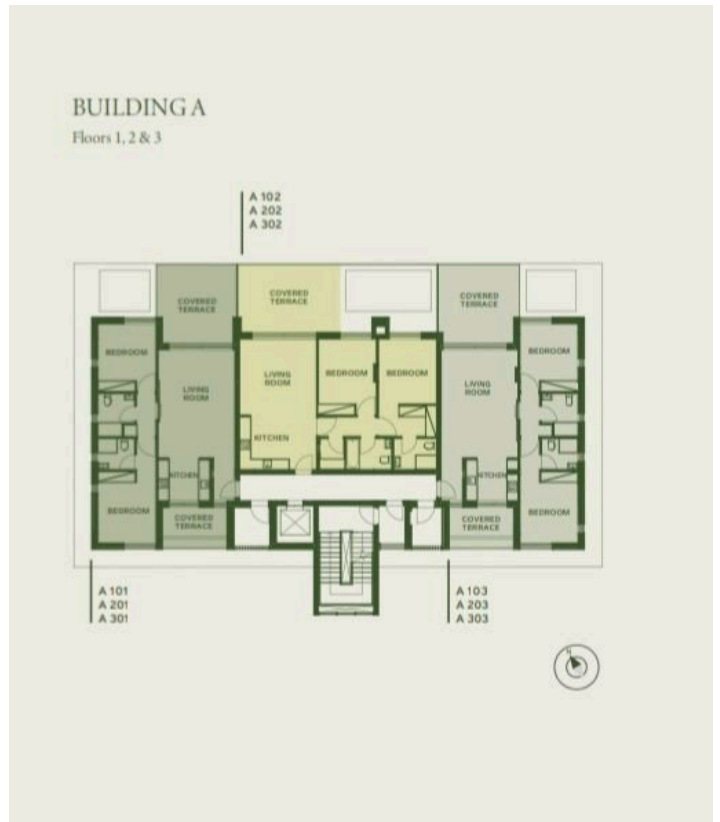 BUILDING A
Floors 1, 2 & 3
A 102
A 202
A 302
COVERED
TERRACE
COVERED
TERRACE
COVERED
TERRACE
BEDROOM
LIVING
ROOM
LIVING
ROOM
BEDROOM
BEDROOM
LIVING
ROOM
BEDROOM
KITCHEN
KITCHEN
KITCHEN
BEDROOM
COVERED
TERRACE
COVERED
TERRACE
BEDROOM
A 101
A 201
A 301
A 103
A 203
A 303
N